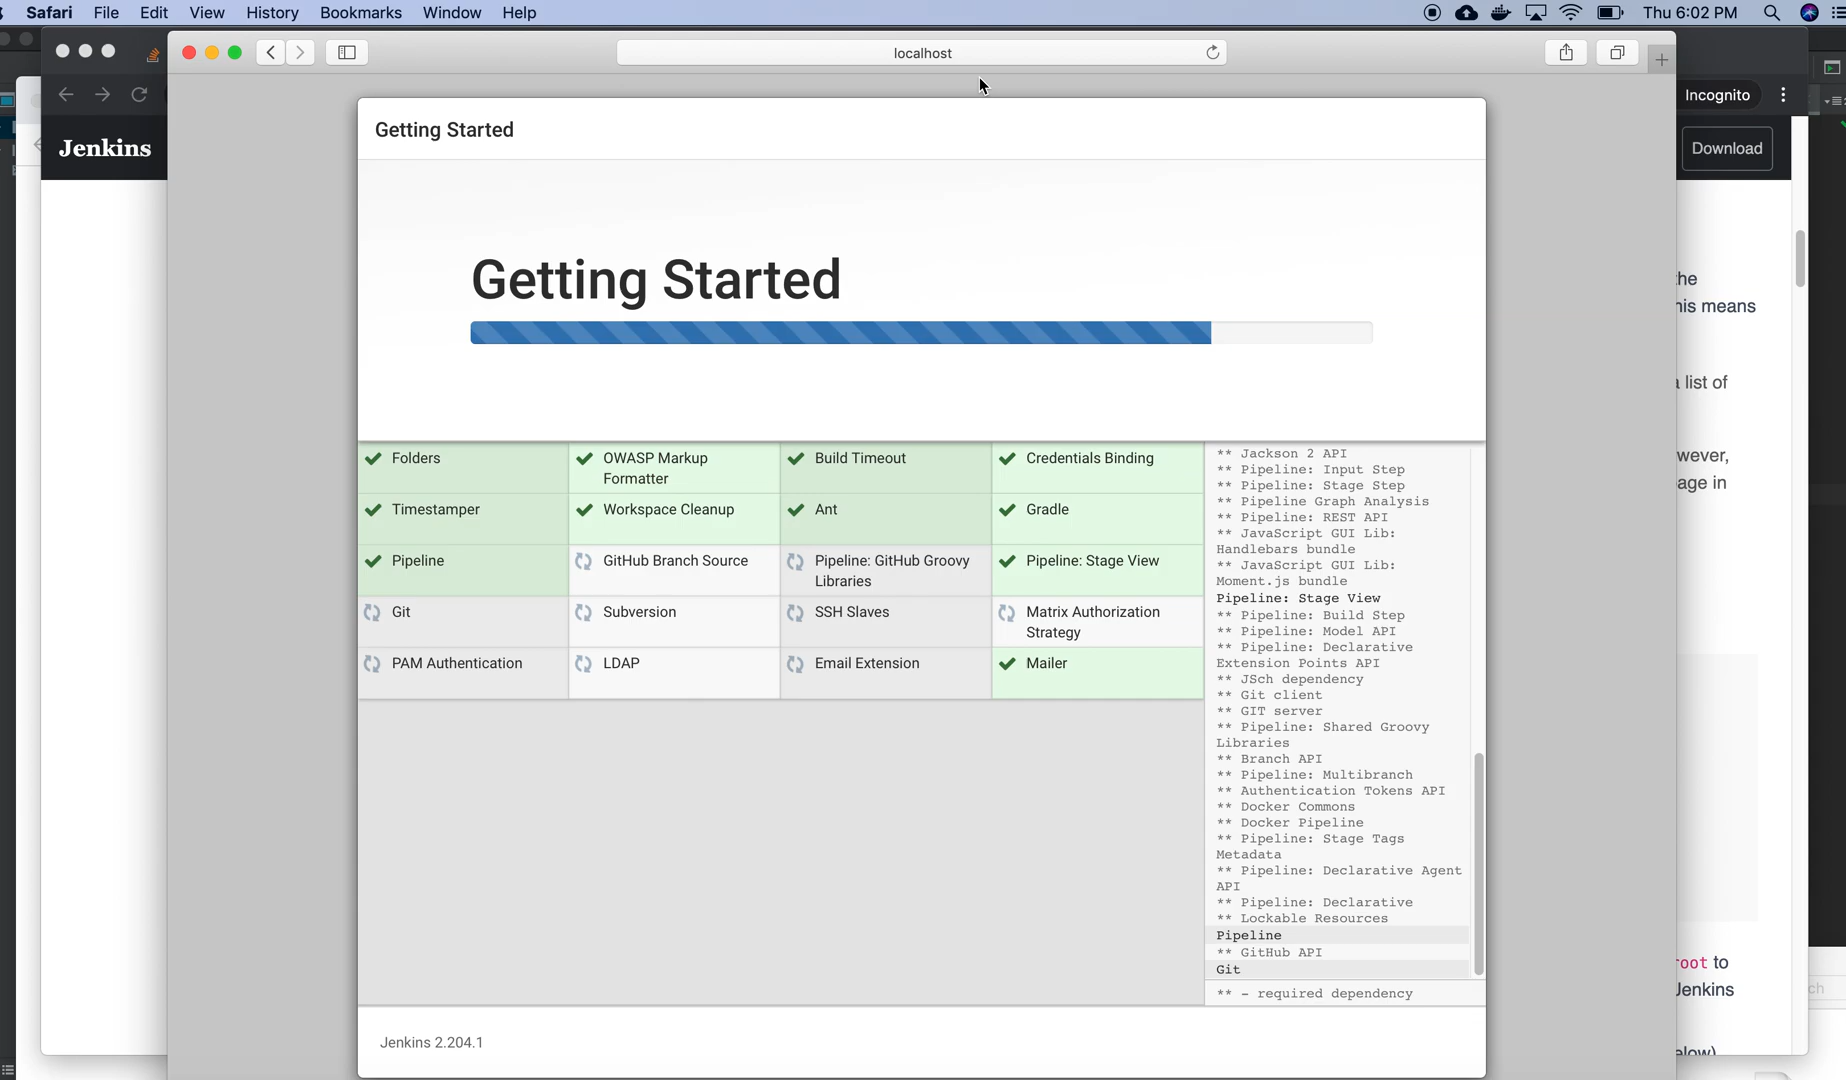 Safari File Edit View History Bookmarks Window Help
Thu 6:02 PM
localhost
Incognito
Jenkins
Download
Getting Started
Getting Started
Folders
OWASP Markup
Formatter
Build Timeout
Credentials Binding
Timestamper
Workspace Cleanup
Ant
Gradle
Pipeline
GitHub Branch Source
Pipeline: GitHub Groovy
Libraries
Pipeline: Stage View
Git
Subversion
SSH Slaves
Matrix Authorization
Strategy
PAM Authentication
LDAP
Email Extension
Mailer
** Jackson 2 API
** Pipeline: Input Step
** Pipeline: Stage Step
** Pipeline Graph Analysis
** Pipeline: REST API
** JavaScript GUI Lib:
Handlebars bundle
** JavaScript GUI Lib:
Moment.js bundle
Pipeline: Stage View
** Pipeline: Build Step
** Pipeline: Model API
** Pipeline: Declarative
Extension Points API
** JSch dependency
** Git client
** GIT server
** Pipeline: Shared Groovy
Libraries
** Branch API
** Pipeline: Multibranch
** Authentication Tokens API
** Docker Commons
** Docker Pipeline
** Pipeline: Stage Tags
Metadata
** Pipeline: Declarative Agent
API
** Pipeline: Declarative
** Lockable Resources
Pipeline
** GitHub API
Git
** - required dependency
Jenkins 2.204.1
means
list of
in
to
Jenkins